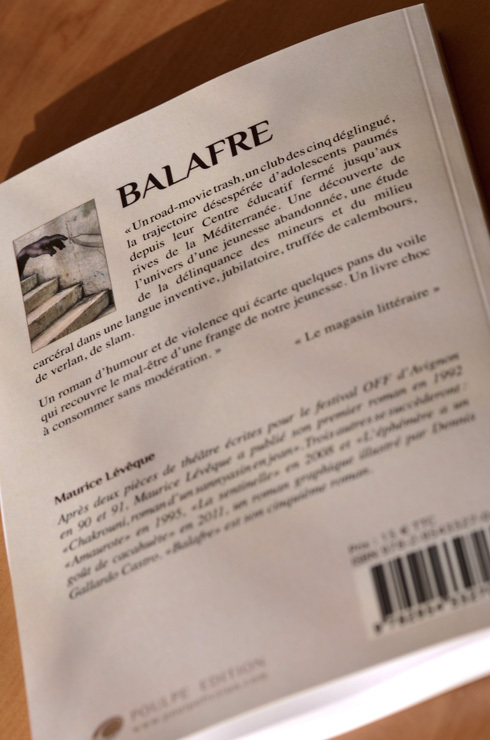 BALAFRE
« Un road-movie trash, un club des cinq déglingué,
la trajectoire désespérée d'adolescents paumés
depuis leur Centre éducatif fermé jusqu'aux
rives de la Méditerranée. Une découverte de
l'univers d'une jeunesse abandonnée, une étude
de la délinquance des mineurs et du milieu
carcéral dans une langue inventive, jubilatoire, truffée de calembours,
de verlan, de slam.
Un roman d'humour et de violence qui écarte quelques pans du voile
qui recouvre le mal-être d'une frange de notre jeunesse. Un livre choc
à consommer sans modération. »
« Le magasin littéraire »
Maurice Lévêque
Après deux pièces de théâtre écrites pour le festival OFF d'Avignon
en 90 et 91, Maurice Lévêque a publié son premier roman en 1992
«Chakrouni, roman d'un sannyasin en jean». Trois autres se succéderont :
«Amaurote» en 1995, «La sentinelle» en 2008 et «L'éphémère a un
goût de cacahuète» en 2011, un roman graphique illustré par Dennis
Gallardo Castro. «Balafre» est son cinquième roman.
Prix : 15 € TTC
ISBN
POULPE EDITION